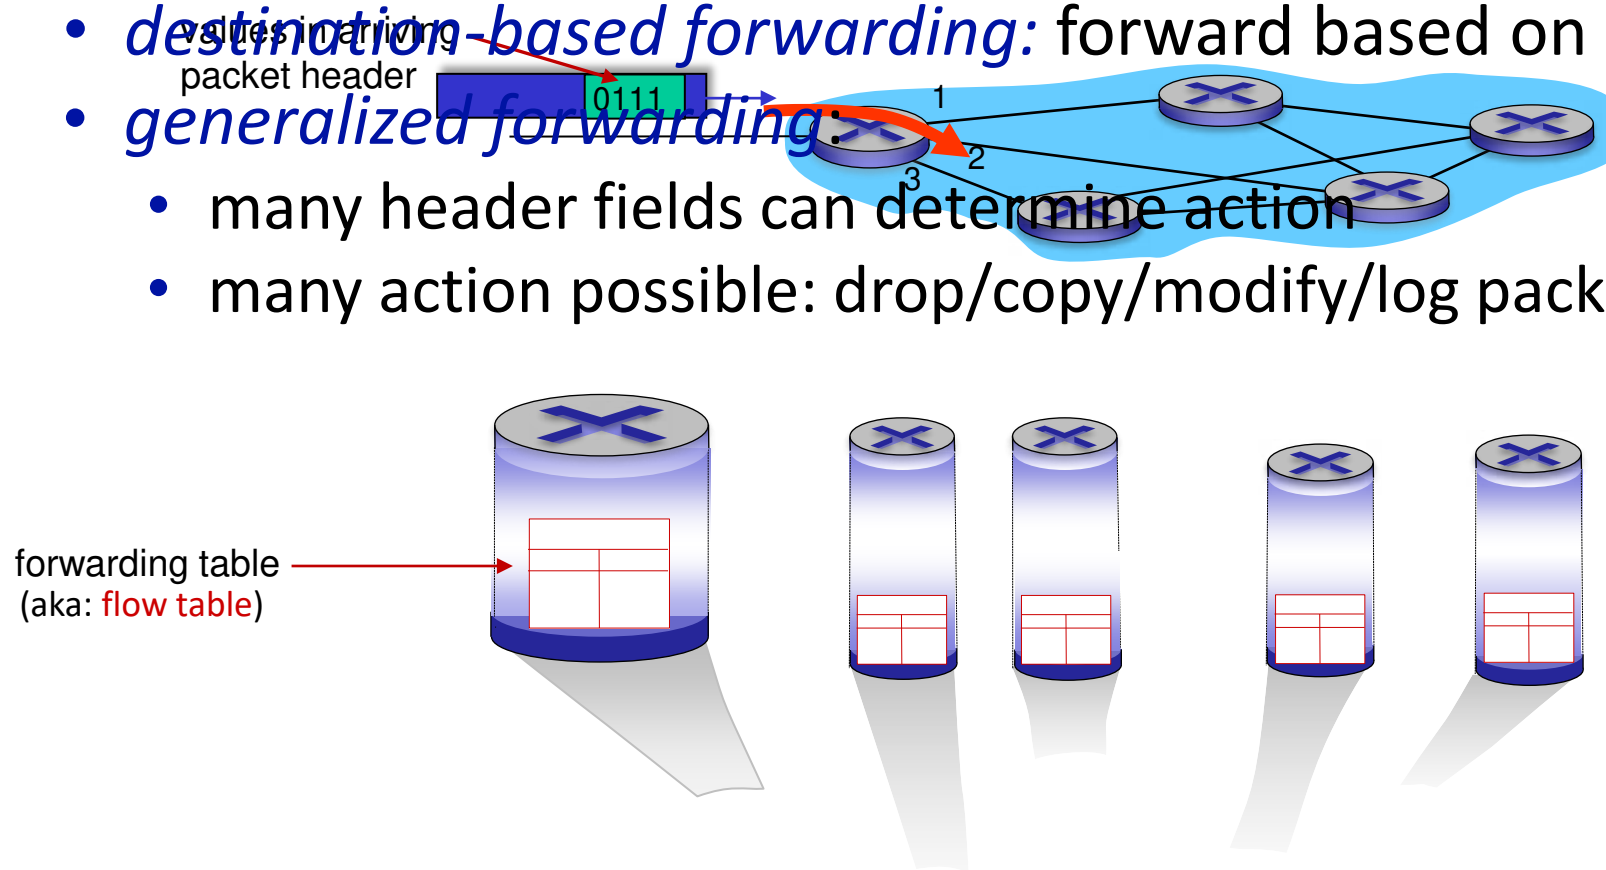 • destination-based forwarding: forward based on
values in arriving
packet header
0111
• generalized forwarding:
1
2
3
• many header fields can determine action
• many action possible: drop/copy/modify/log pack
forwarding table
(aka: flow table)